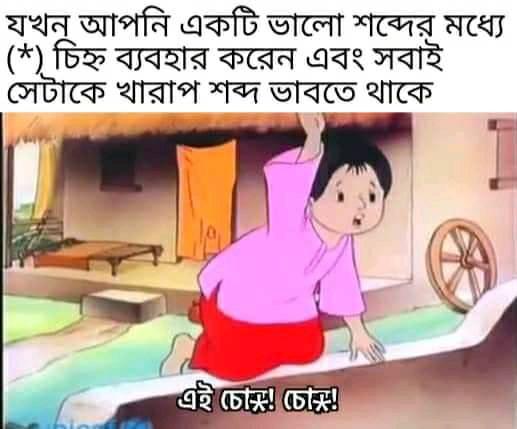 যখন আপনি একটি ভালো শব্দের মধ্যে
(*) চিহ্ন ব্যবহার করেন এবং সবাই
সেটাকে খারাপ শব্দ ভাবতে থাকে
এই চো*! চো*!